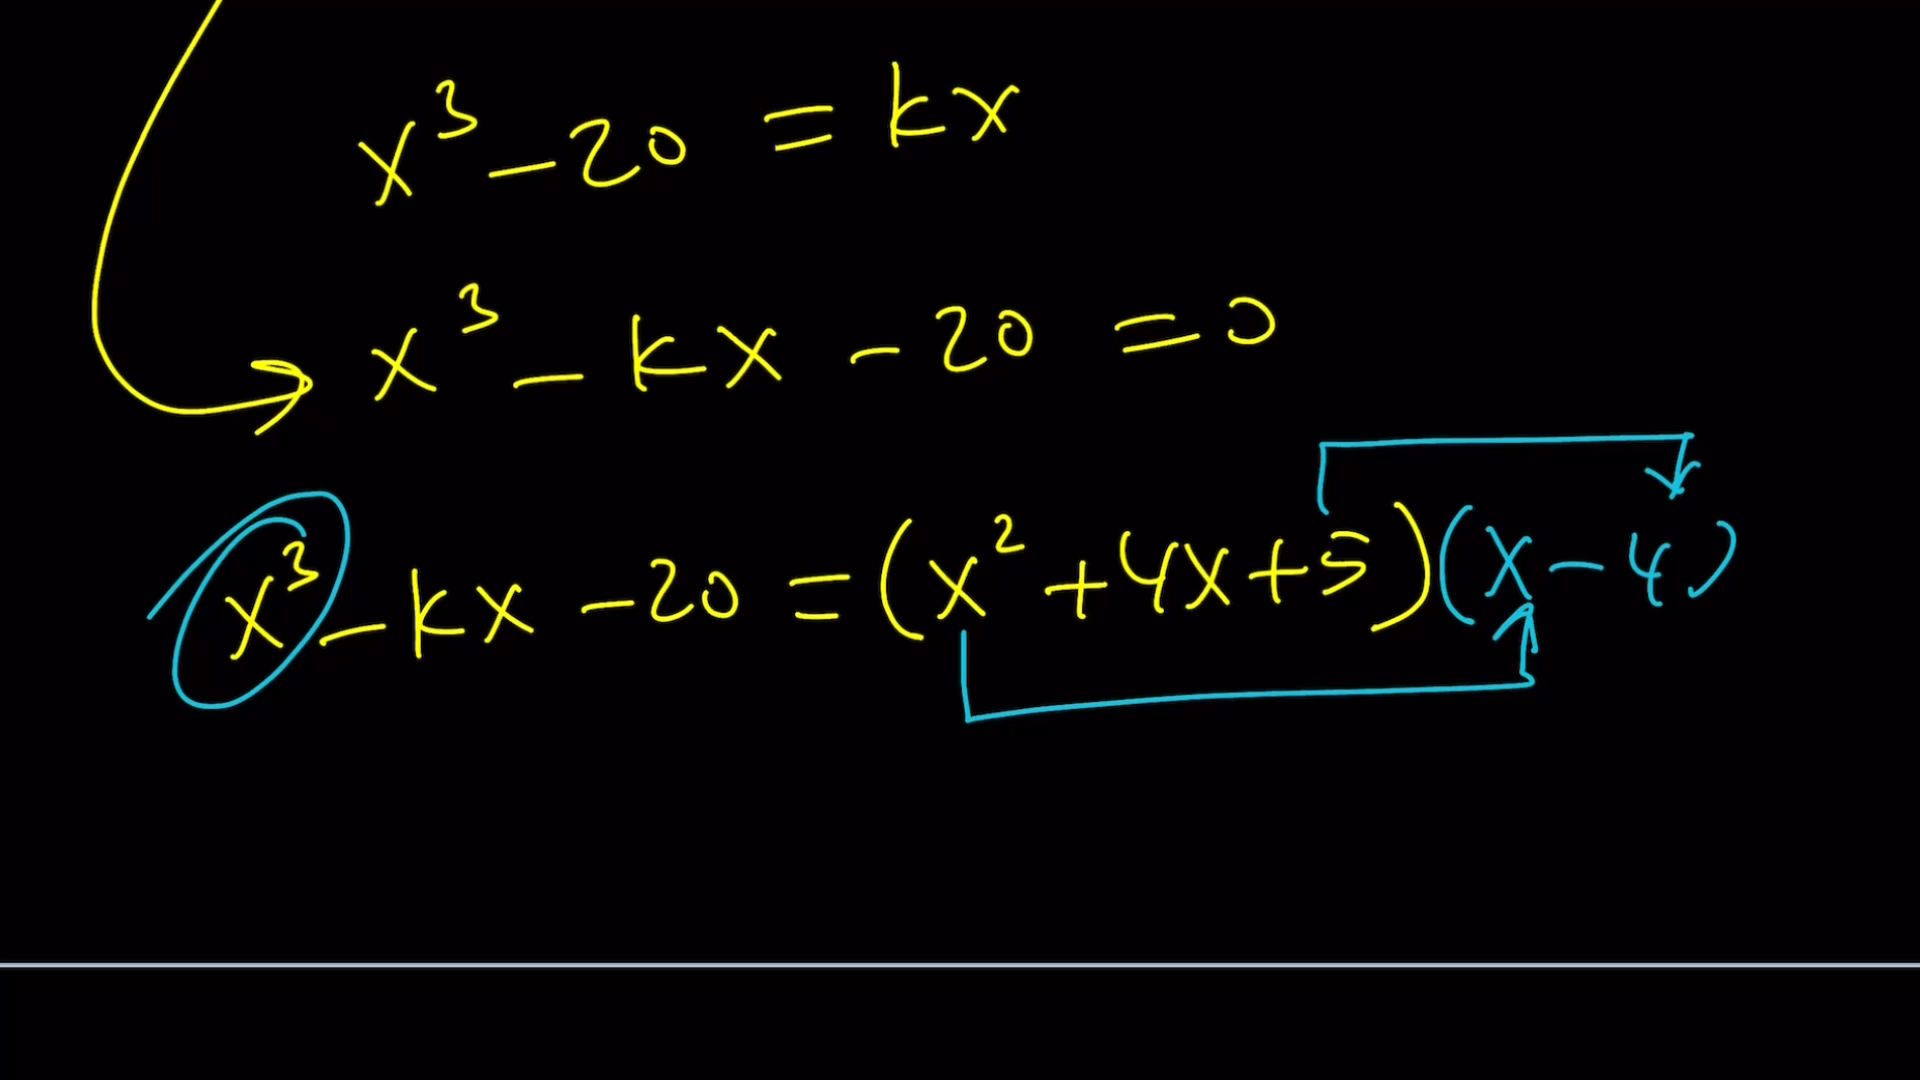 x³ - 20 = kx
x³ - kx - 20 = 0
x³ - kx - 20 = (x² + 4x + 5)(x - 4)